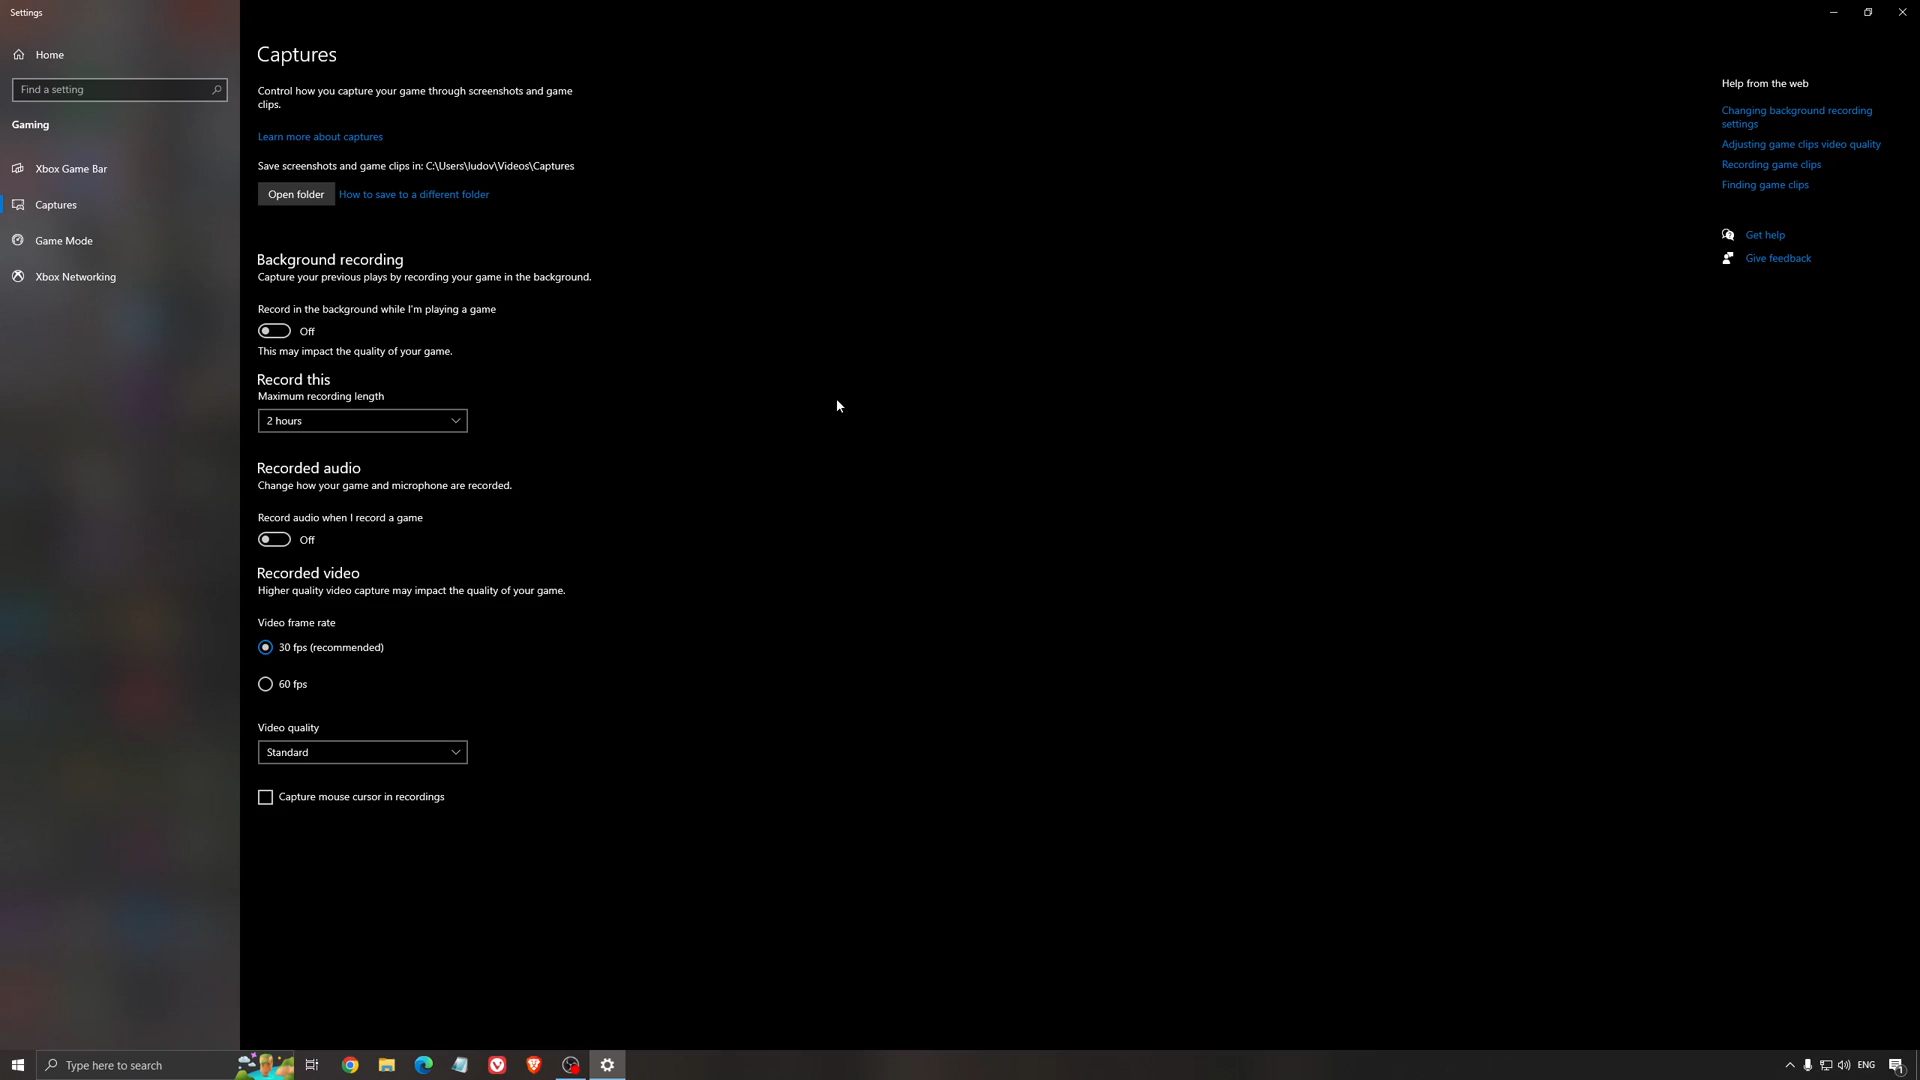 Settings
Home
Find a setting
Gaming
Xbox Game Bar
Captures
Game Mode
Xbox Networking
Captures
Control how you capture your game through screenshots and game
clips.
Learn more about captures
Save screenshots and game clips in: C:\Users\ludov\Videos\Captures
Open folder
How to save to a different folder
Background recording
Capture your previous plays by recording your game in the background.
Record in the background while I'm playing a game
Off
This may impact the quality of your game.
Record this
Maximum recording length
2 hours
Recorded audio
Change how your game and microphone are recorded.
Record audio when I record a game
Off
Recorded video
Higher quality video capture may impact the quality of your game.
Video frame rate
30 fps (recommended)
60 fps
Video quality
Standard
Capture mouse cursor in recordings
Help from the web
Changing background recording
settings
Adjusting game clips video quality
Recording game clips
Finding game clips
Get help
Give feedback
Type here to search
ENG
1